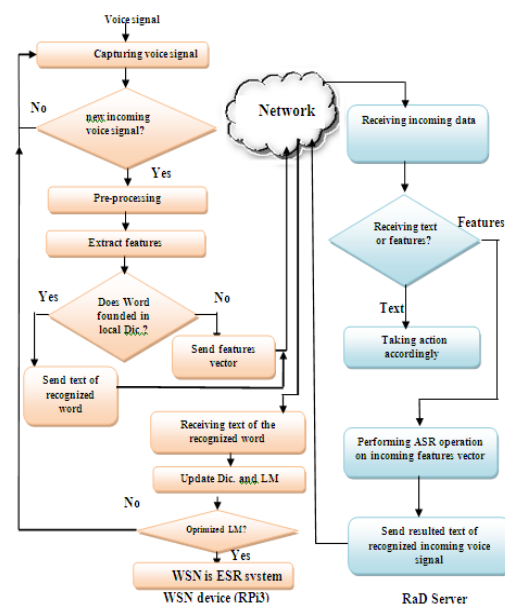 Voice signal
Capturing voice signal
No
new incoming
voice signal?
Yes
Pre-processing
Extract features
Yes
Does Word
founded in
local Dic.?
No
Send features
vector
Send text of
recognized
word
Receiving text of the
recognized word
Update Dic. and LM
No
Optimized LM?
Yes
WSN is ESR system
WSN device (RPi3)
Network
Receiving incoming
data
Receiving text
or features?
Features
Text
Taking action
accordingly
Performing ASR operation
on incoming features vector
Send resulted text of
recognized incoming voice
signal
RaD Server